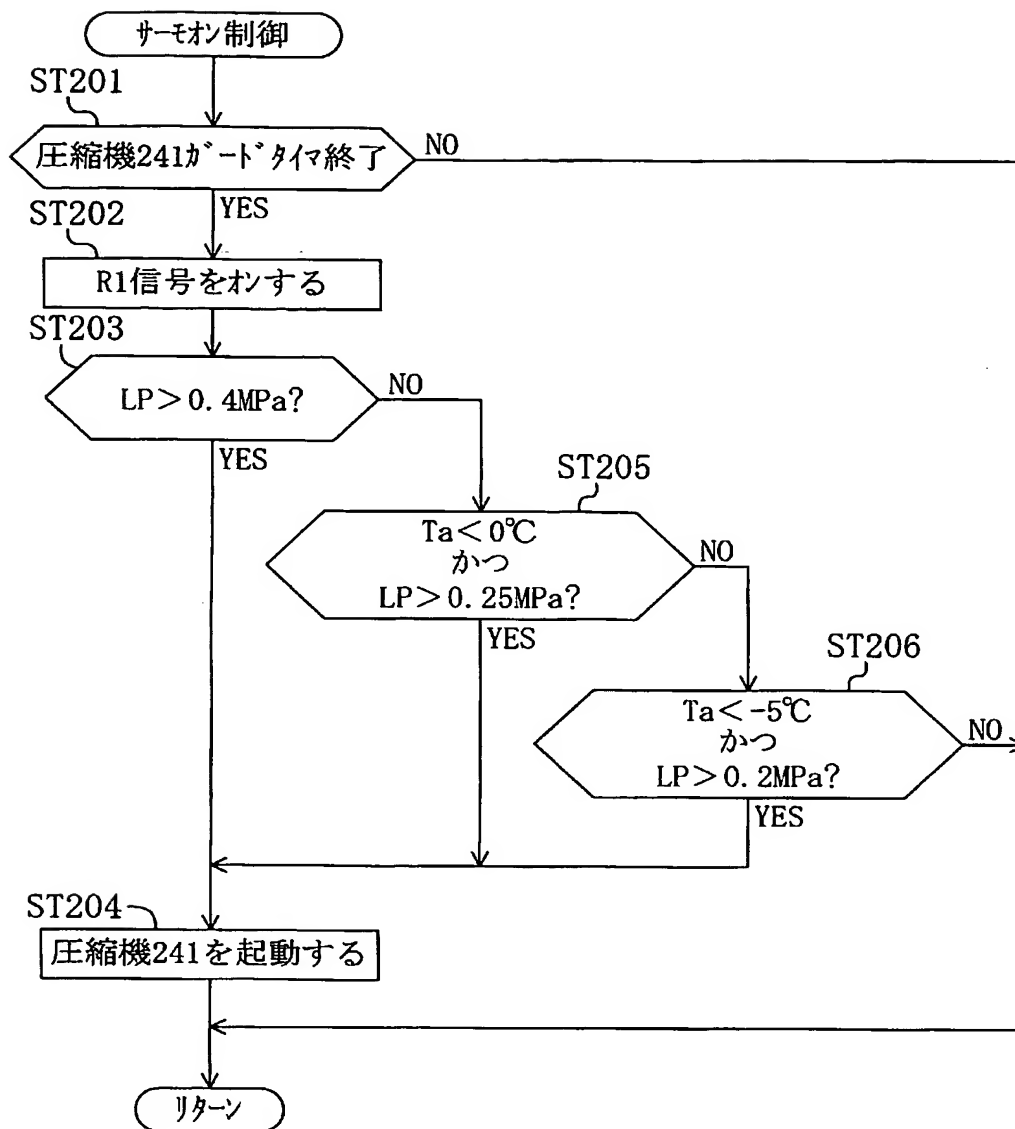 サーモオン制御
ST201
圧縮機241ガードタイマ終了
NO
YES
ST202
R1信号をオンする
ST203
LP>0.4MPa?
NO
YES
ST205
Ta<0℃
かつ
LP>0.25MPa?
NO
YES
ST206
Ta<-5℃
かつ
LP>0.2MPa?
NO
YES
ST204
圧縮機241を起動する
リターン